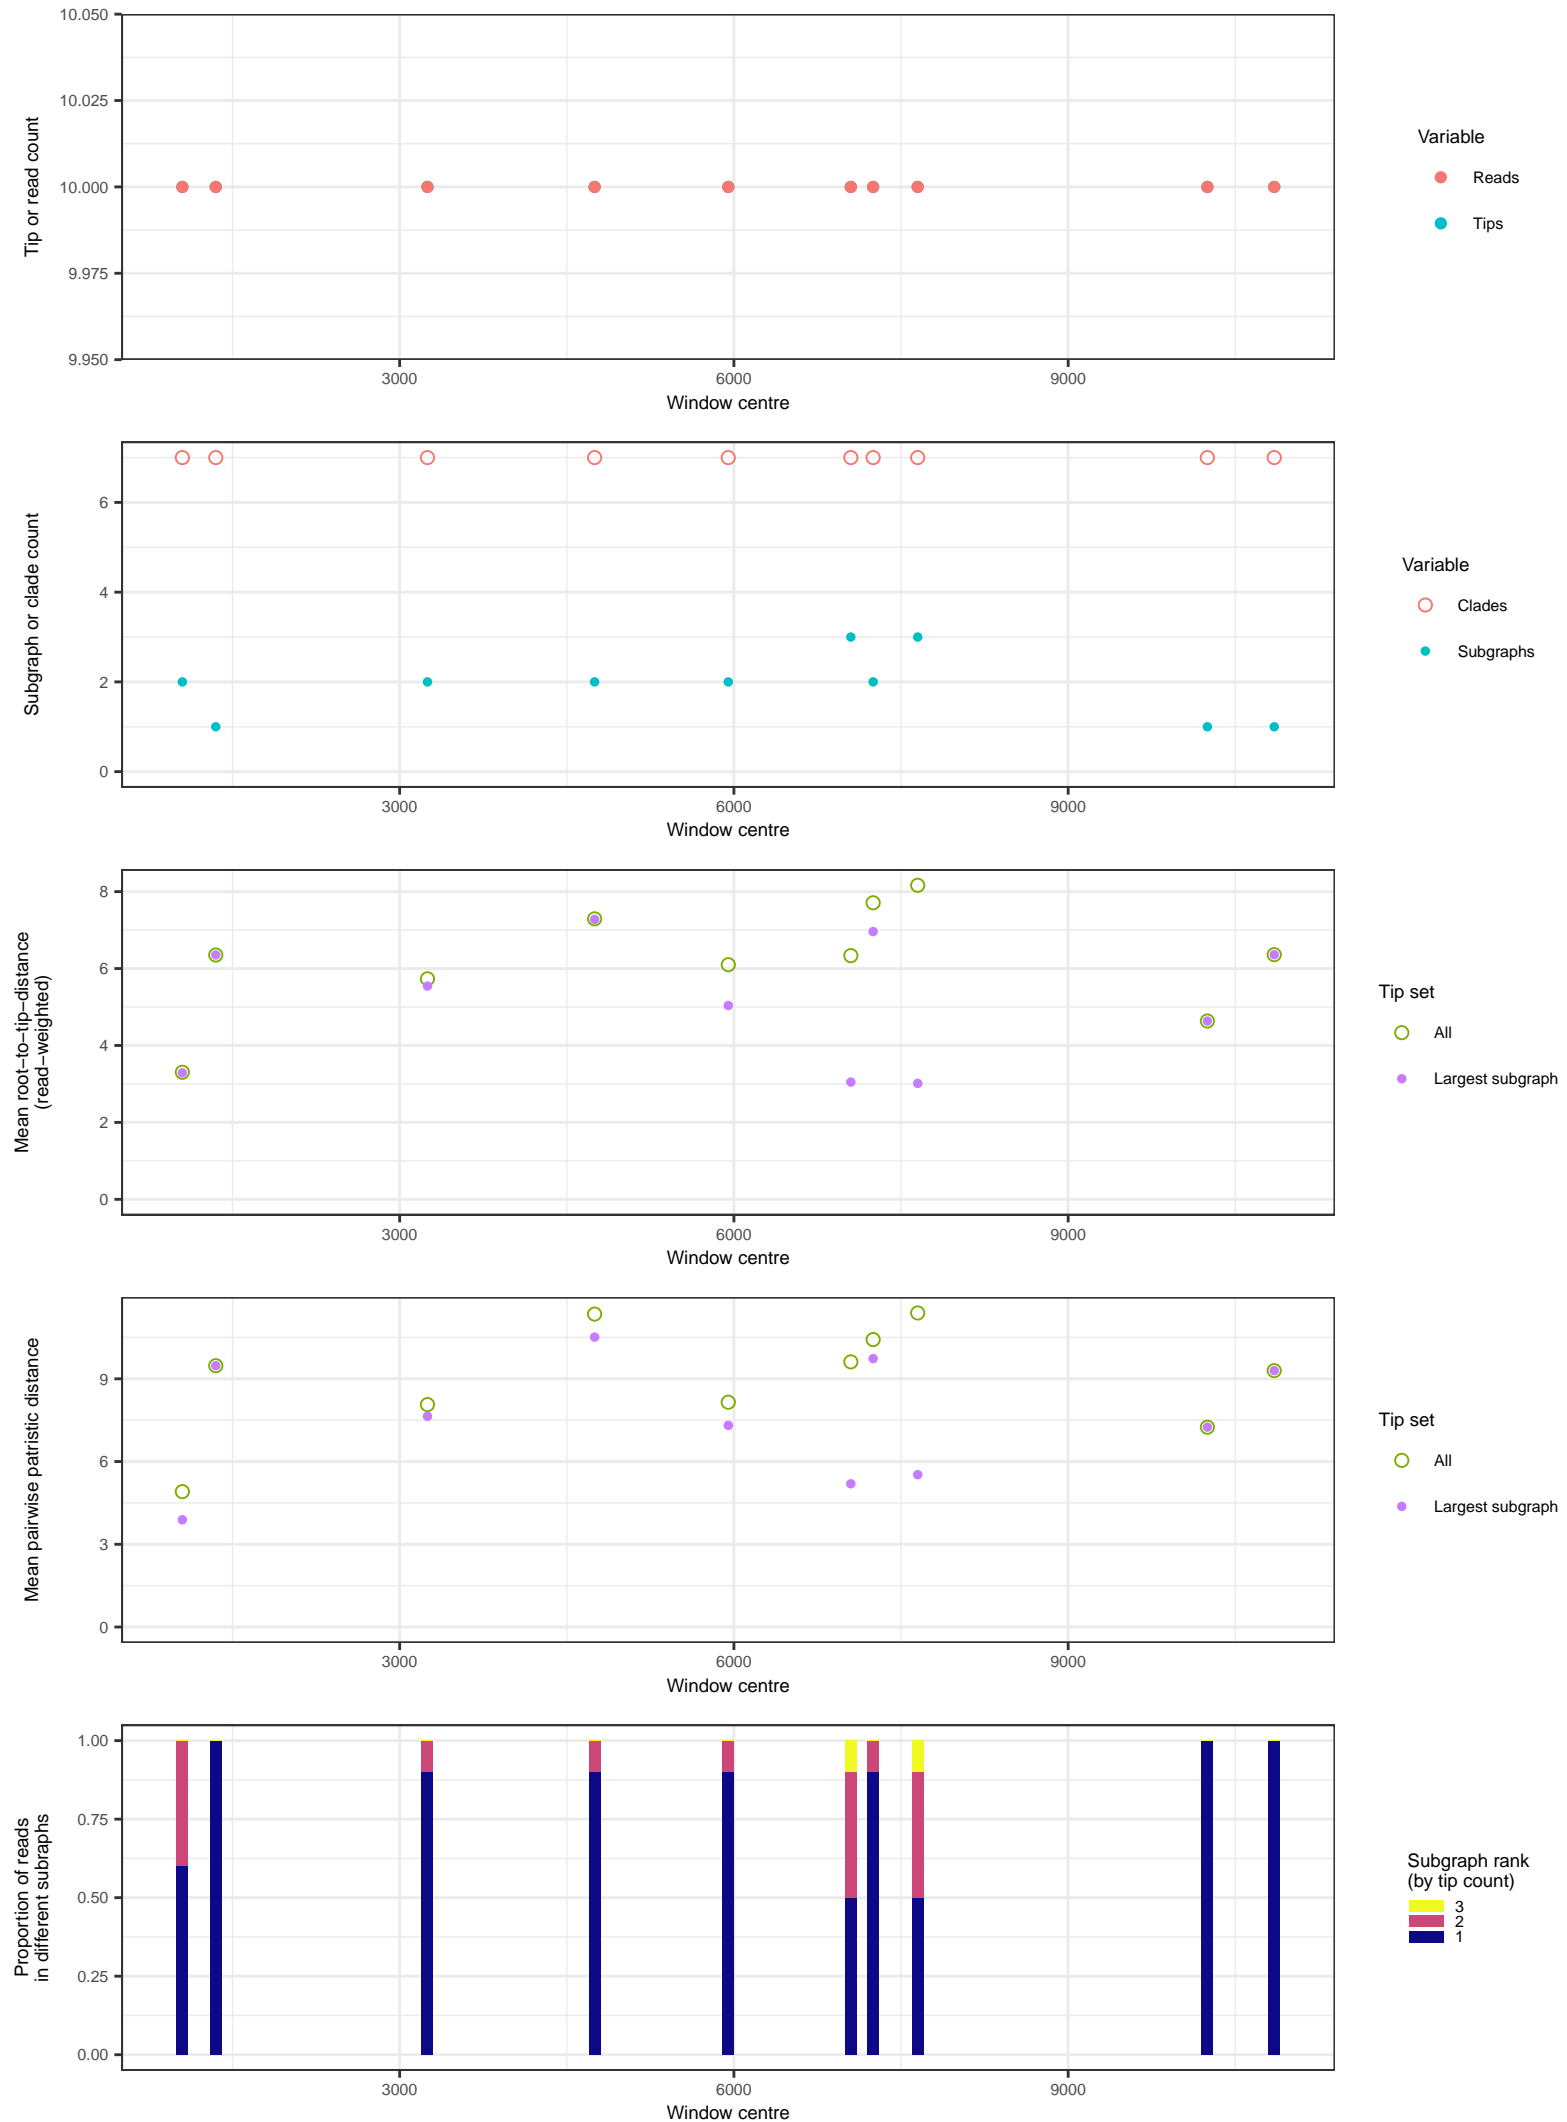 10.050
10.025
10.000
9.975
9.950
Tip or read count
3000
6000
9000
Window centre
Variable
Reads
Tips
6
4
2
0
Subgraph or clade count
3000
6000
9000
Window centre
Variable
Clades
Subgraphs
8
6
4
2
0
Mean root−to−tip−distance
(read−weighted)
3000
6000
9000
Window centre
Tip set
All
Largest subgraph
9
6
3
0
Mean pairwise patristic distance
3000
6000
9000
Window centre
Tip set
All
Largest subgraph
1.00
0.75
0.50
0.25
0.00
Proportion of reads
in different subraphs
3000
6000
9000
Window centre
Subgraph rank
(by tip count)
3
2
1